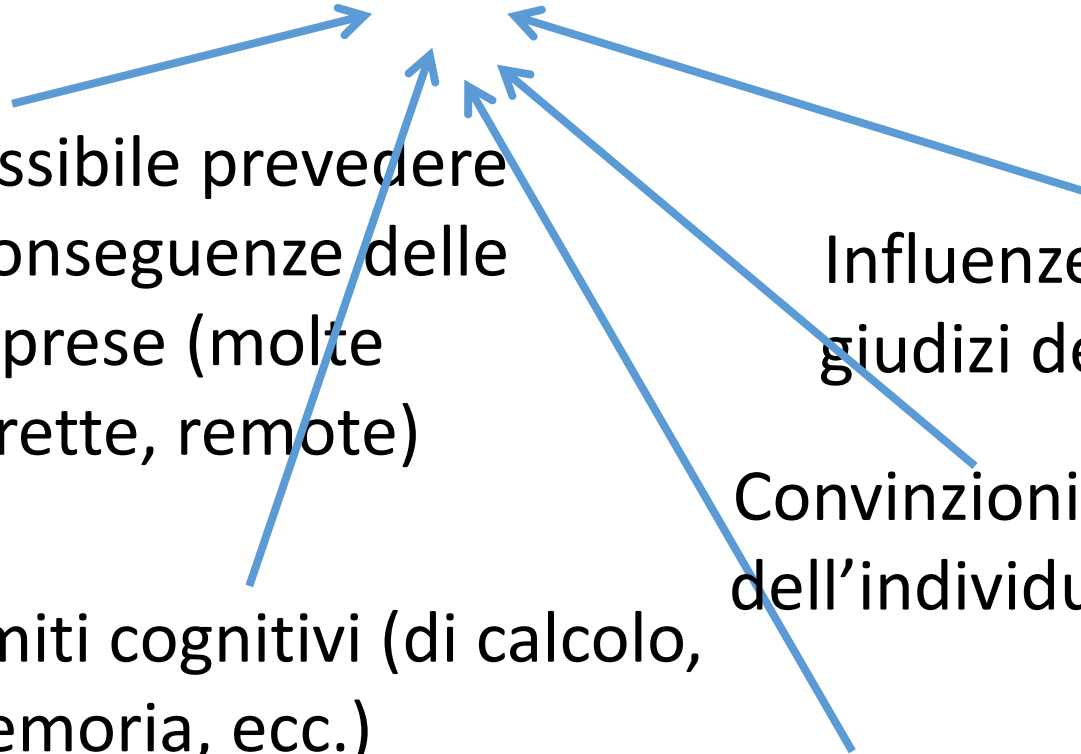 ssibile prevedere
onseguenze delle
prese (molte
rette, remote)
Influenze
giudizi de
Convinzioni
dell’individu
miti cognitivi (di calcolo,
emoria, ecc.)